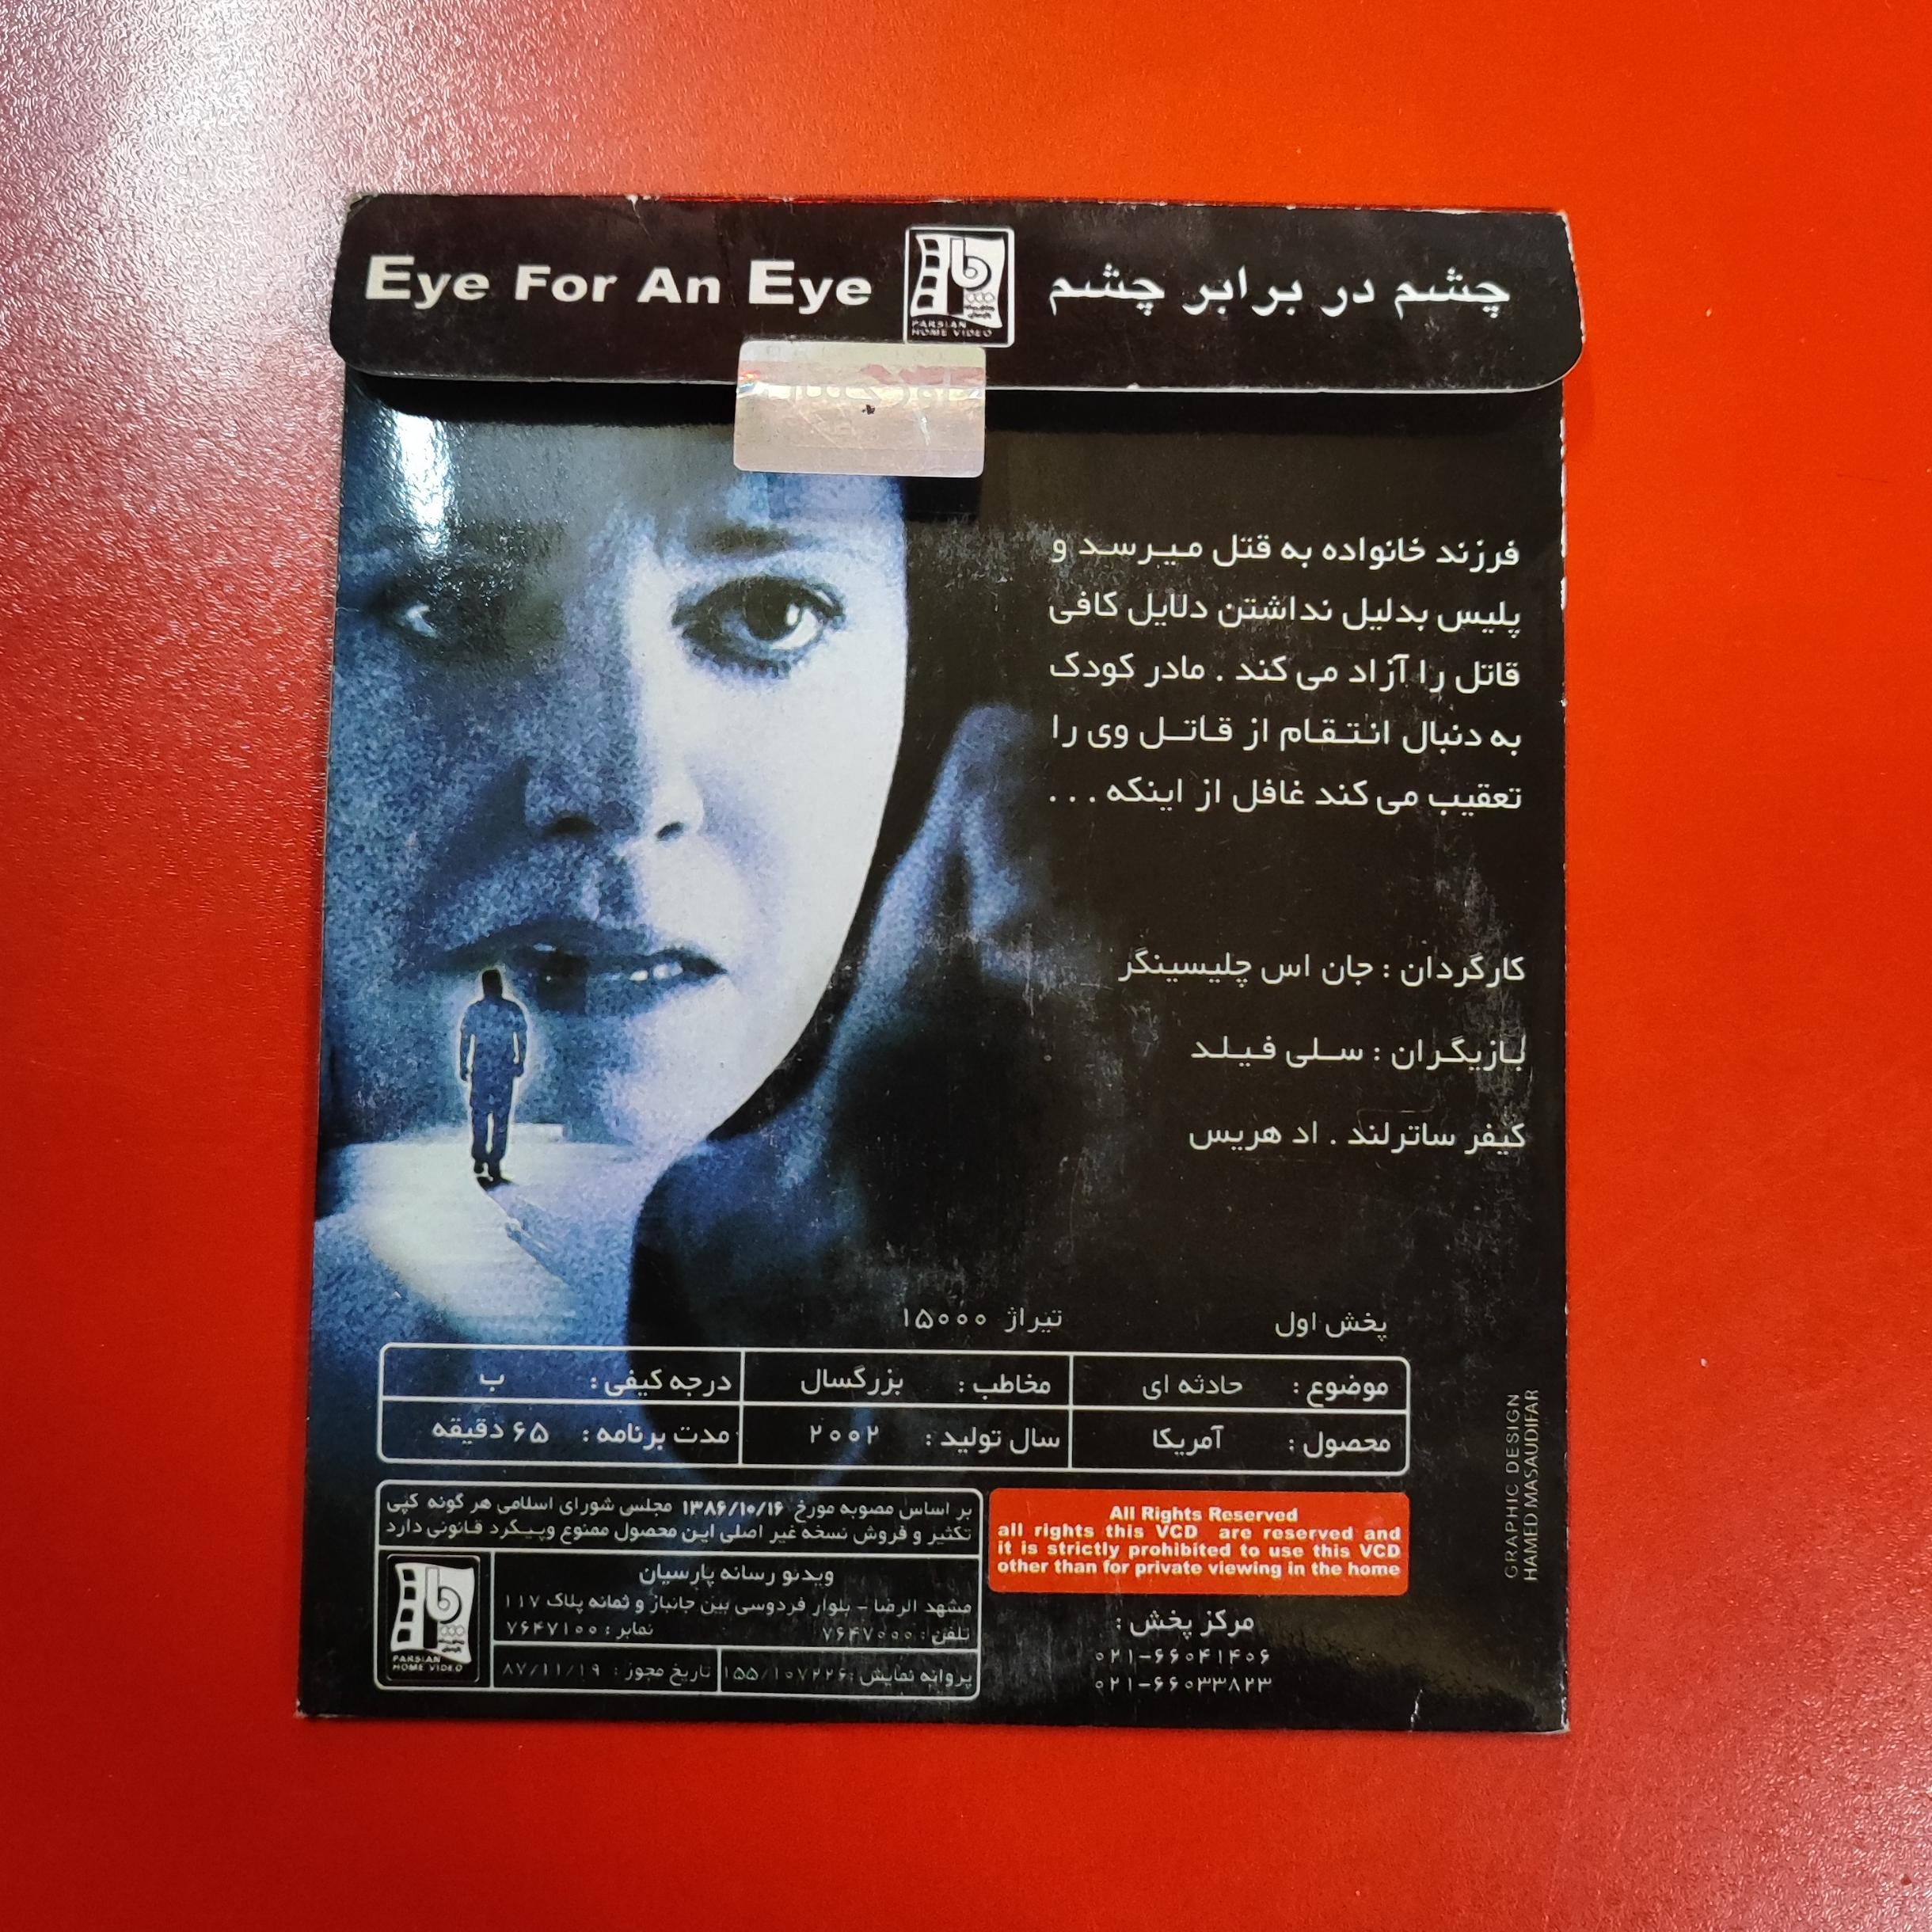 Eye For An Eye
PARSIAN
HOME VIDEO
چشم در برابر چشم
فرزند خانواده به قتل میرسد و
پلیس بدلیل نداشتن دلایل کافی
قاتل را آزاد می کند . مادر کودک
به دنبال انتقام از قاتل وی را
تعقیب می کند غافل از اینکه . . .
کارگردان : جان اس چلیسینگر
بازیگران : سلی فیلد
کیفر ساترلند . اد هریس
پخش اول
تیراژ ۱۵۰۰۰
موضوع : حادثه ای
مخاطب : بزرگسال
درجه کیفی : ب
محصول : آمریکا
سال تولید : ۲۰۰۲
مدت برنامه : ۶۵ دقیقه
GRAPHIC DESIGN
HAMED MASAUDIFAR
All Rights Reserved
all rights this VCD are reserved and
it is strictly prohibited to use this VCD
other than for private viewing in the home
بر اساس مصوبه مورخ ۱۳۸۶/۱۰/۱۶ مجلس شورای اسلامی هر گونه کپی
تکثیر و فروش نسخه غیر اصلی این محصول ممنوع وپیگرد قانونی دارد
ویدئو رسانه پارسیان
مشهد الرضا - بلوار فردوسی بین جانباز و ثمانه پلاک ۱۱۷
تلفن : ۷۶۴۷۰۰۰ نمابر : ۷۶۴۷۱۰۰
پروانه نمایش : ۱۵۵/۱۰۷۲۲۶
تاریخ مجوز : ۸۷/۱۱/۱۹
PARSIAN
HOME VIDEO
مرکز پخش :
۰۲۱-۶۶۰۴۱۴۰۶
۰۲۱-۶۶۰۳۳۸۲۳